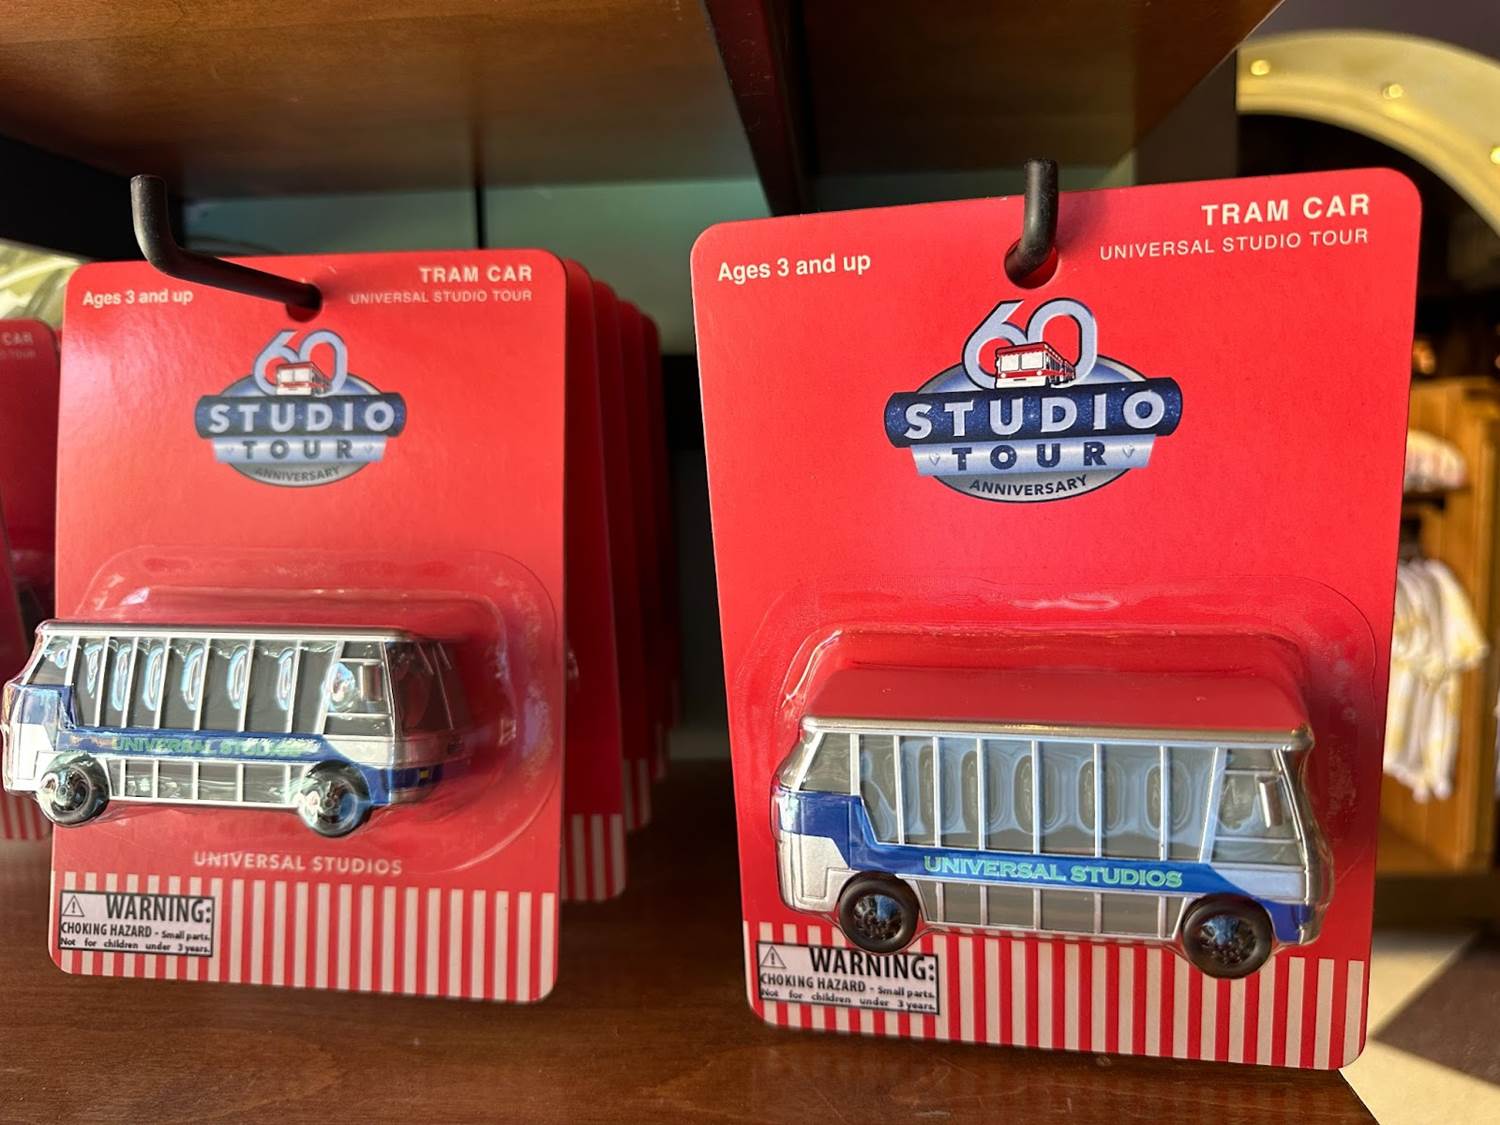 CAR
Ages 3 and up
TRAM CAR
UNIVERSAL STUDIO TOUR
60
STUDIO
TOUR
ANNIVERSARY
UNIVERSAL STUDIOS
UNIVERSAL STUDIOS
WARNING:
CHOKING HAZARD - Small parts.
Not for children under 3 years.
Ages 3 and up
TRAM CAR
UNIVERSAL STUDIO TOUR
60
STUDIO
TOUR
ANNIVERSARY
UNIVERSAL STUDIOS
WARNING:
CHOKING HAZARD - Small parts.
Not for children under 3 years.